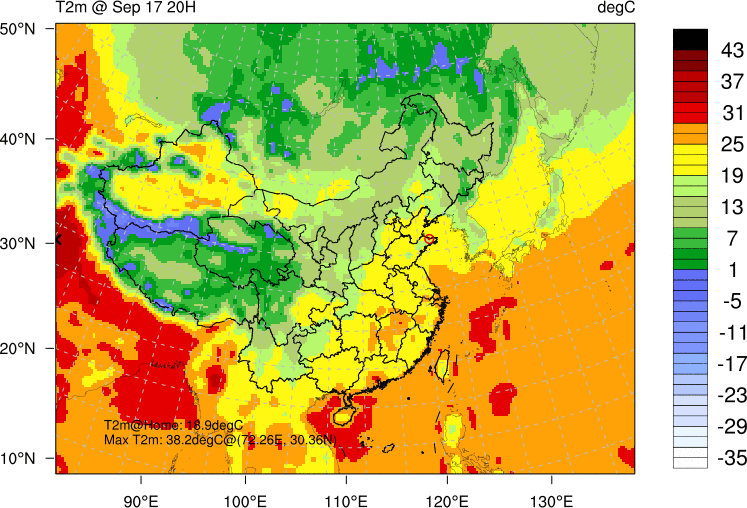 T2m @ Sep 17 20H
degC
50°N
40°N
30°N
20°N
10°N
90°E
100°E
110°E
120°E
130°E
T2m@Home: 18.9degC
Max T2m: 38.2degC@(72.26E, 30.36N)
43
37
31
25
19
13
7
1
-5
-11
-17
-23
-29
-35